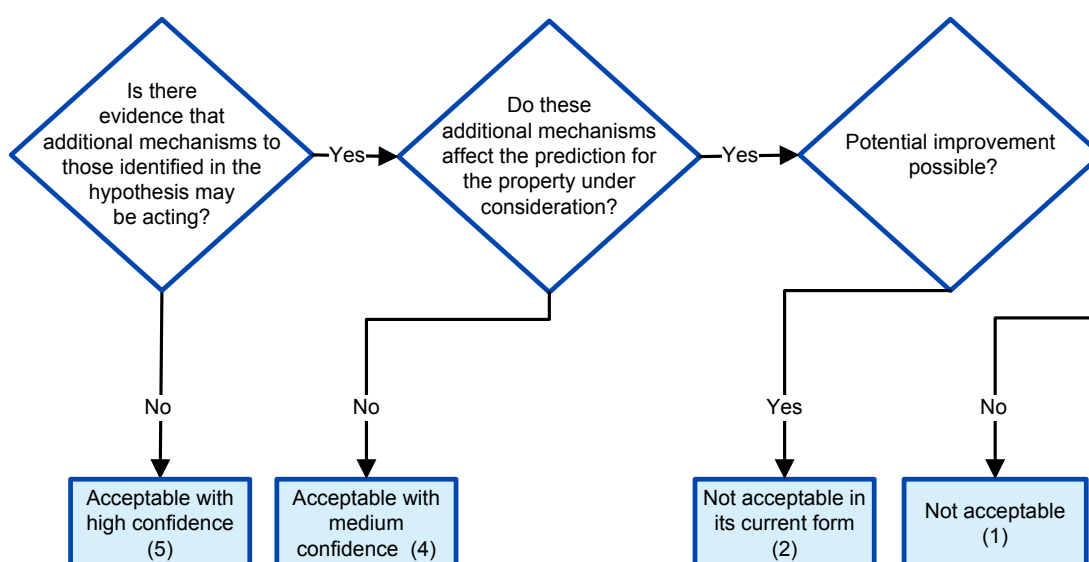 Is there
evidence that
additional mechanisms to
those identified in the
hypothesis may
be acting?
Yes
Do these
additional mechanisms
affect the prediction for
the property under
consideration?
Yes
Potential improvement
possible?
No
No
Yes
No
Acceptable with
high confidence
(5)
Acceptable with
medium
confidence (4)
Not acceptable in
its current form
(2)
Not acceptable
(1)